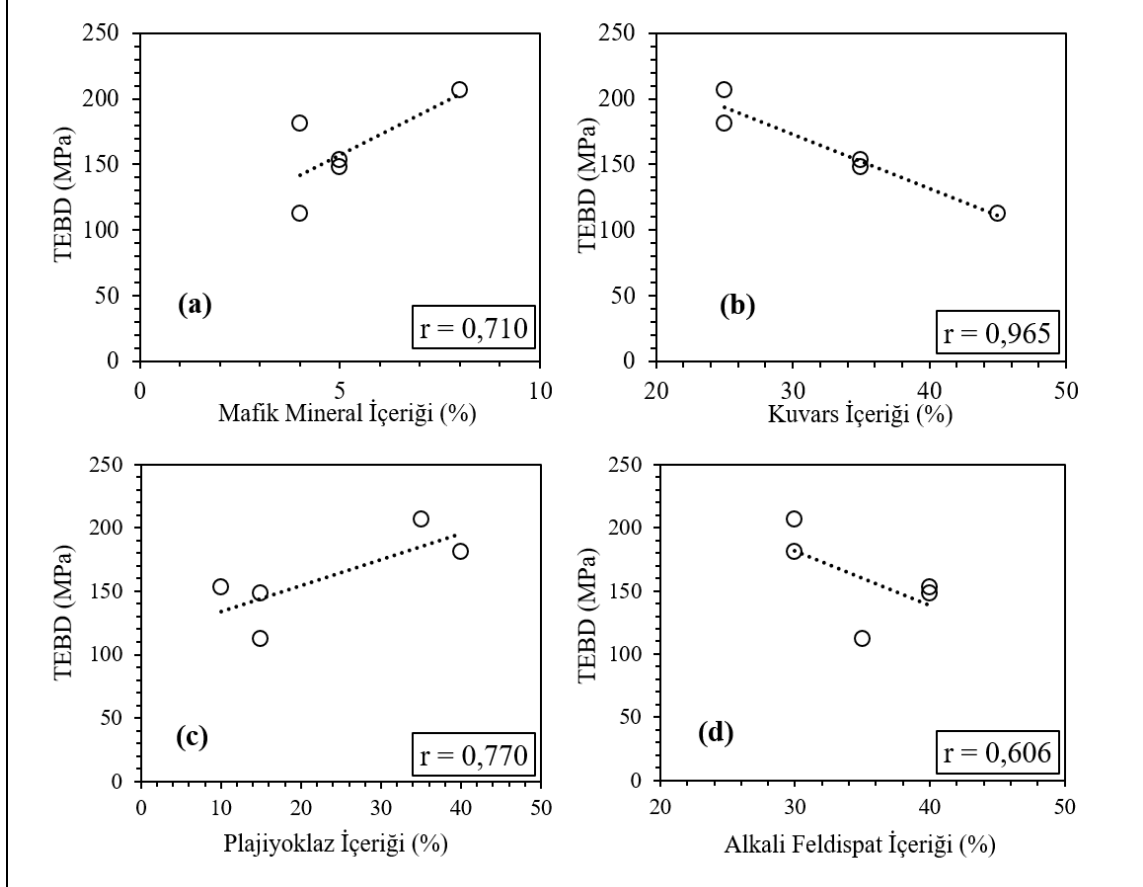 250
200
150
100
50
0
TEBD (MPa)
(a)
r = 0,710
0 5 10
Mafik Mineral İçeriği (%)
250
200
150
100
50
0
TEBD (MPa)
(b)
r = 0,965
20 30 40 50
Kuvars İçeriği (%)
250
200
150
100
50
0
TEBD (MPa)
(c)
r = 0,770
0 10 20 30 40 50
Plajiyoklaz İçeriği (%)
250
200
150
100
50
0
TEBD (MPa)
(d)
r = 0,606
20 30 40 50
Alkali Feldispat İçeriği (%)